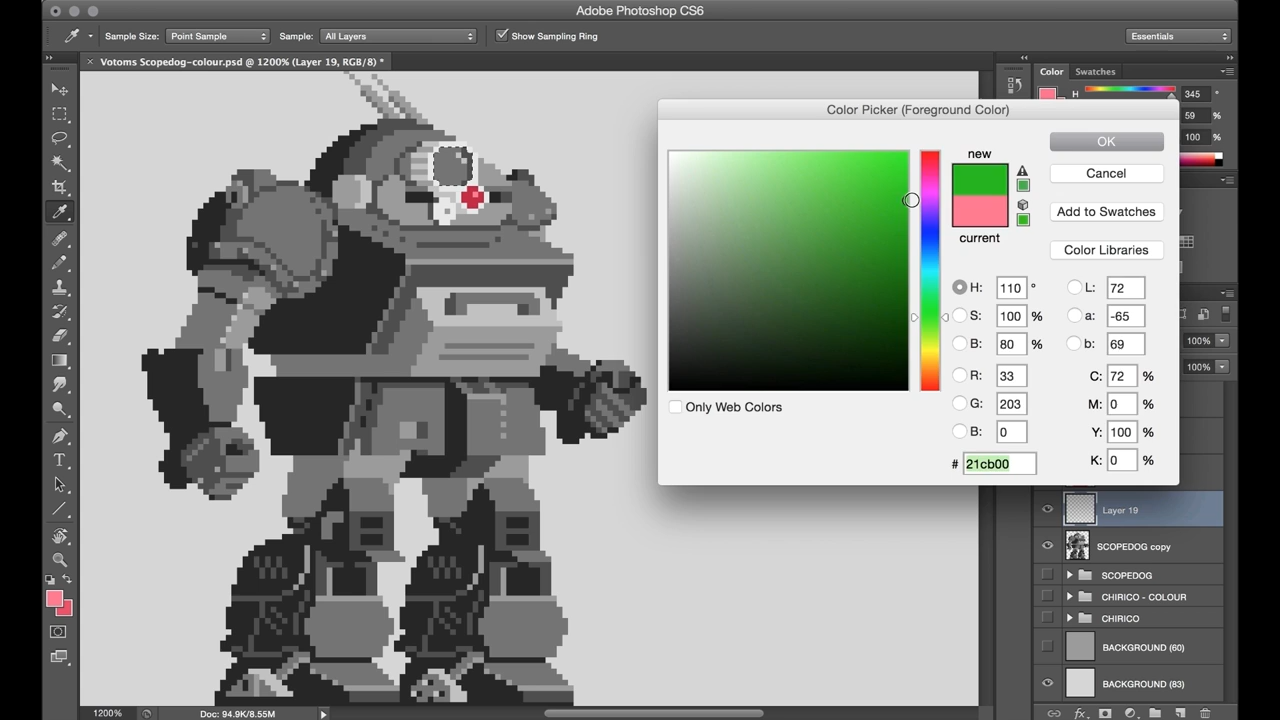 Adobe Photoshop CS6
Sample Size: Point Sample Sample: All Layers Show Sampling Ring Essentials
× Votoms Scopedog-colour.psd @ 1200% (Layer 19, RGB/8) *
Color Swatches
H 345 °
59 %
100 %
Color Picker (Foreground Color)
new
current
OK
Cancel
Add to Swatches
Color Libraries
H: 110 ° L: 72
S: 100 % a: -65
B: 80 % b: 69
R: 33 C: 72 %
G: 203 M: 0 %
B: 0 Y: 100 %
# 21cb00 K: 0 %
Only Web Colors
100%
100%
Layer 19
SCOPEDOG copy
SCOPEDOG
CHIRICO - COLOUR
CHIRICO
BACKGROUND (60)
BACKGROUND (83)
T
fx
1200% Doc: 94.9K/8.55M